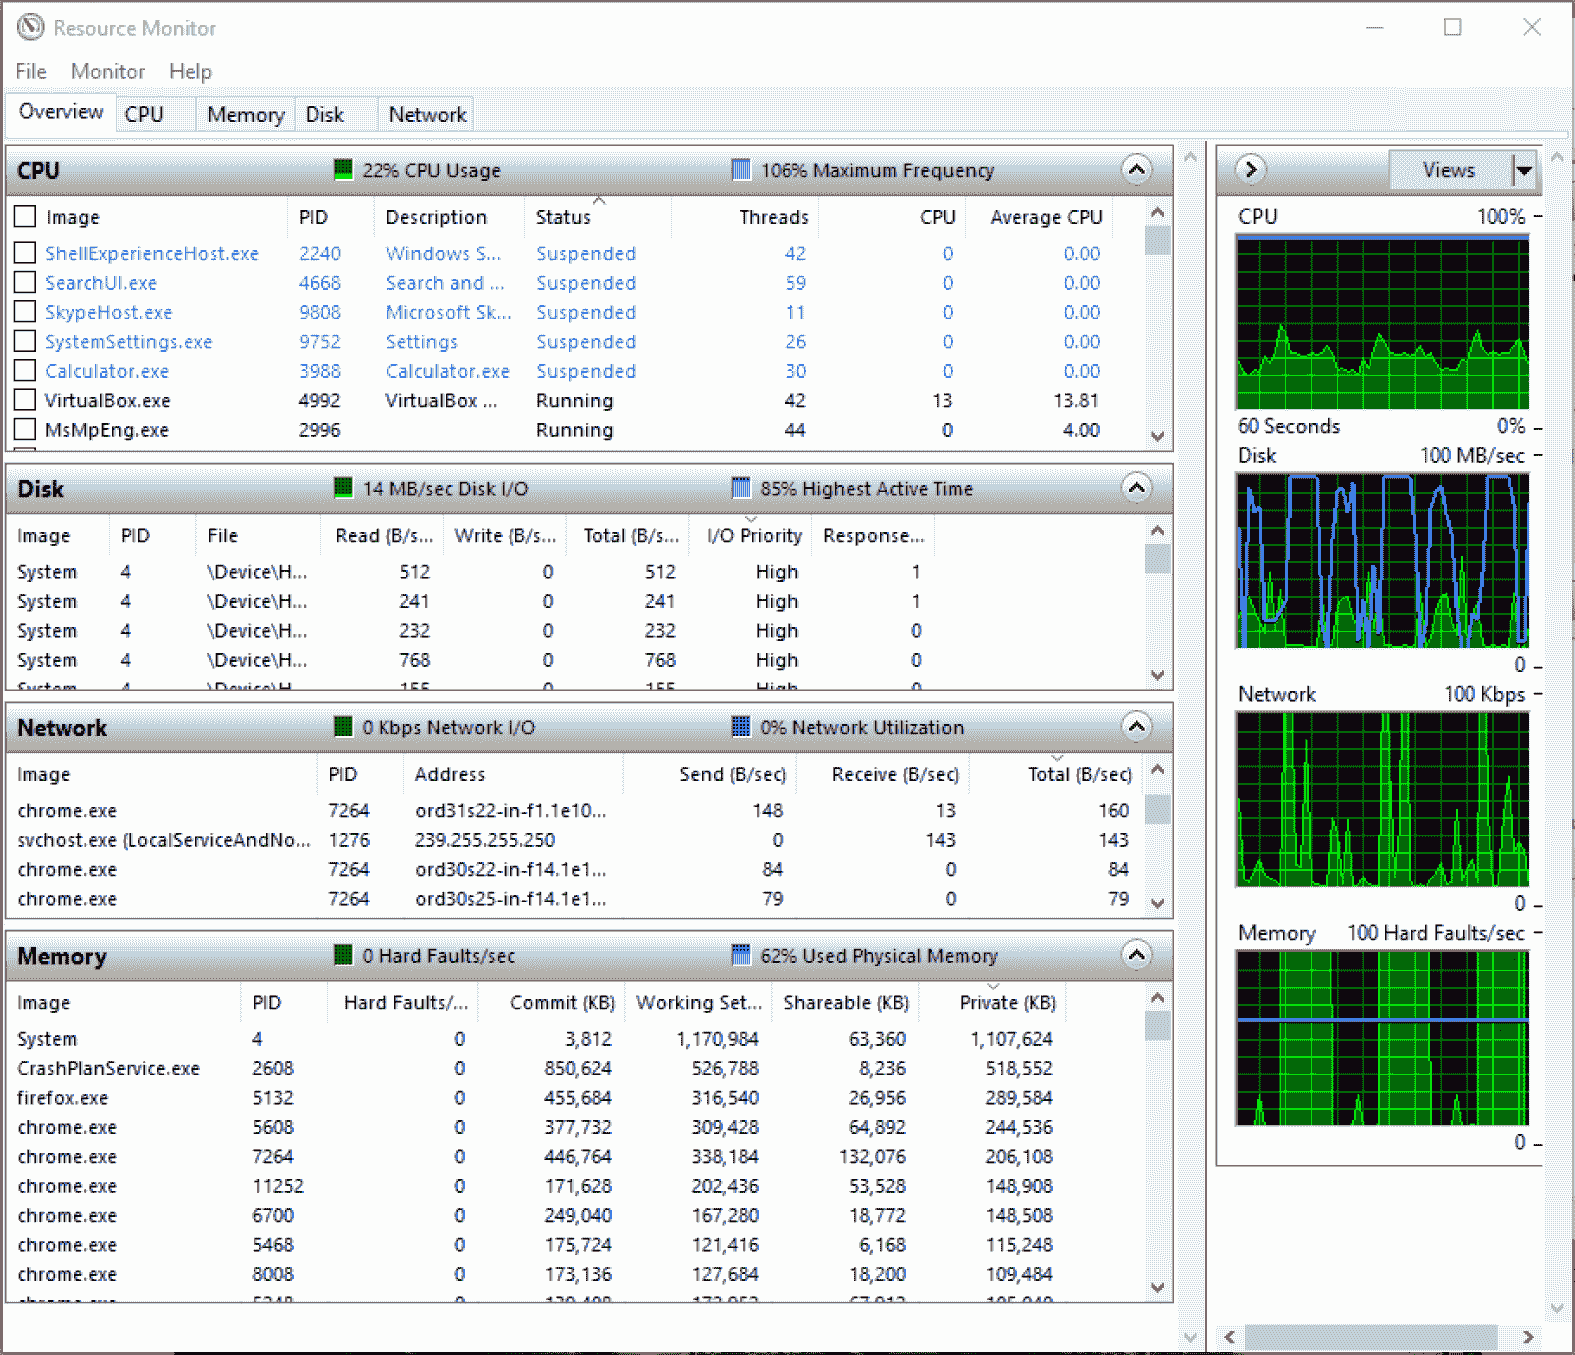 Resource Monitor
File Monitor Help
Overview CPU Memory Disk Network
CPU 22% CPU Usage 106% Maximum Frequency
Image PID Description Status Threads CPU Average CPU
ShellExperienceHost.exe 2240 Windows S... Suspended 42 0 0.00
SearchUI.exe 4668 Search and ... Suspended 59 0 0.00
SkypeHost.exe 9808 Microsoft Sk... Suspended 11 0 0.00
SystemSettings.exe 9752 Settings Suspended 26 0 0.00
Calculator.exe 3988 Calculator.exe Suspended 30 0 0.00
VirtualBox.exe 4992 VirtualBox ... Running 42 13 13.81
MsMpEng.exe 2996 Running 44 0 4.00
Disk 14 MB/sec Disk I/O 85% Highest Active Time
Image PID File Read (B/s... Write (B/s... Total (B/s... I/O Priority Response...
System 4 \Device\H... 512 0 512 High 1
System 4 \Device\H... 241 0 241 High 1
System 4 \Device\H... 232 0 232 High 0
System 4 \Device\H... 768 0 768 High 0
System 4 \Device\H... 155 0 155 High 0
Network 0 Kbps Network I/O 0% Network Utilization
Image PID Address Send (B/sec) Receive (B/sec) Total (B/sec)
chrome.exe 7264 ord31s22-in-f1.1e10... 148 13 160
svchost.exe (LocalServiceAndNo... 1276 239.255.255.250 0 143 143
chrome.exe 7264 ord30s22-in-f14.1e1... 84 0 84
chrome.exe 7264 ord30s25-in-f14.1e1... 79 0 79
Memory 0 Hard Faults/sec 62% Used Physical Memory
Image PID Hard Faults/... Commit (KB) Working Set... Shareable (KB) Private (KB)
System 4 0 3,812 1,170,984 63,360 1,107,624
CrashPlanService.exe 2608 0 850,624 526,788 8,236 518,552
firefox.exe 5132 0 455,684 316,540 26,956 289,584
chrome.exe 5608 0 377,732 309,428 64,892 244,536
chrome.exe 7264 0 446,764 338,184 132,076 206,108
chrome.exe 11252 0 171,628 202,436 53,528 148,908
chrome.exe 6700 0 249,040 167,280 18,772 148,508
chrome.exe 5468 0 175,724 121,416 6,168 115,248
chrome.exe 8008 0 173,136 127,684 18,200 109,484
Views
CPU 100%
60 Seconds 0%
Disk 100 MB/sec
0
Network 100 Kbps
0
Memory 100 Hard Faults/sec
0